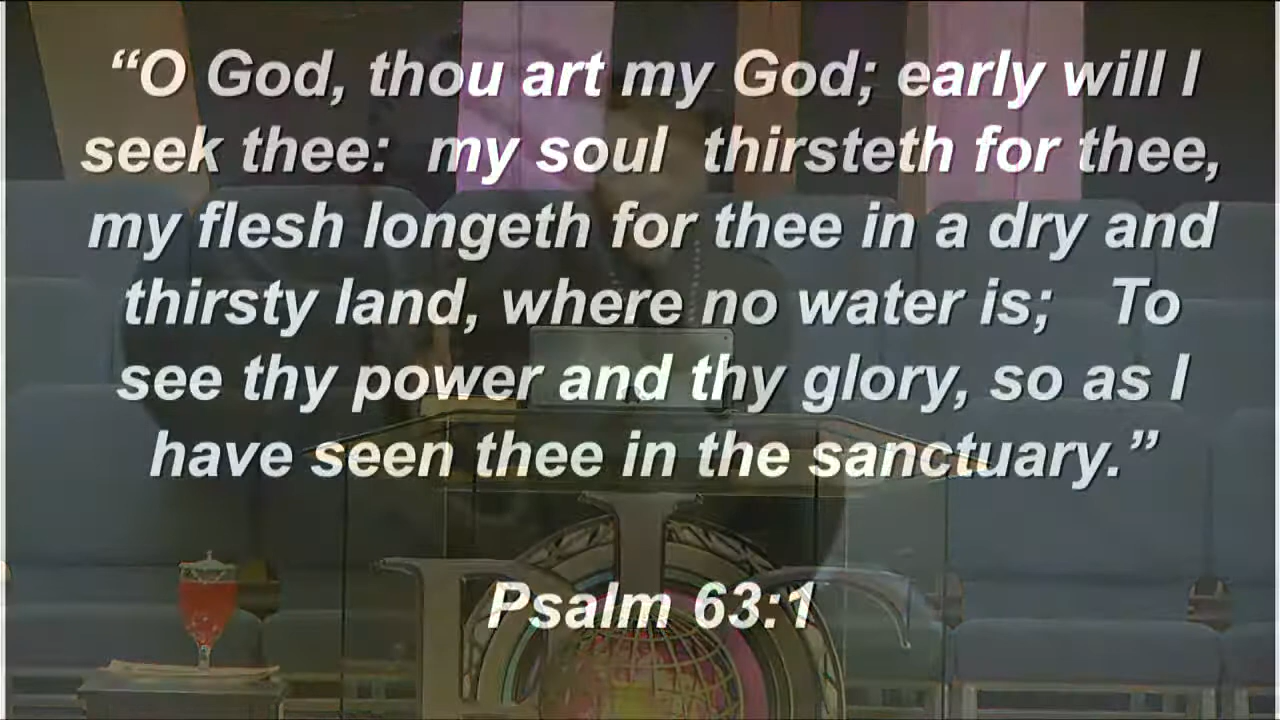 “O God, thou art my God; early will I
seek thee:  my soul  thirsteth for thee,
my flesh longeth for thee in a dry and
thirsty land, where no water is;   To
see thy power and thy glory, so as I
have seen thee in the sanctuary.”
Psalm 63:1